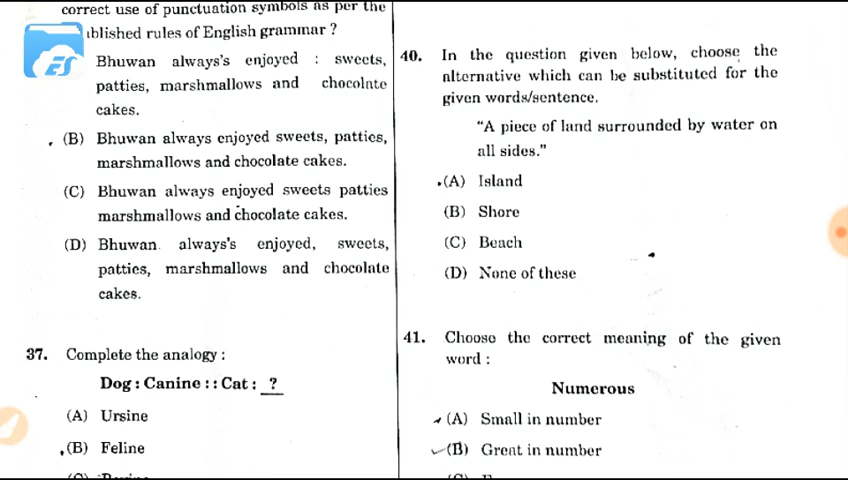 correct use of punctuation symbols as per the
ablished rules of English grammar ?
Bhuwan always's enjoyed : sweets,
patties, marshmallows and chocolate
cakes.
(B) Bhuwan always enjoyed sweets, patties,
marshmallows and chocolate cakes.
(C) Bhuwan always enjoyed sweets patties
marshmallows and chocolate cakes.
(D) Bhuwan always's enjoyed, sweets,
patties, marshmallows and chocolate
cakes.
37. Complete the analogy :
Dog : Canine : : Cat : ?
(A) Ursine
(B) Feline
40. In the question given below, choose the
alternative which can be substituted for the
given words/sentence.
"A piece of land surrounded by water on
all sides."
(A) Island
(B) Shore
(C) Beach
(D) None of these
41. Choose the correct meaning of the given
word :
Numerous
(A) Small in number
(B) Great in number